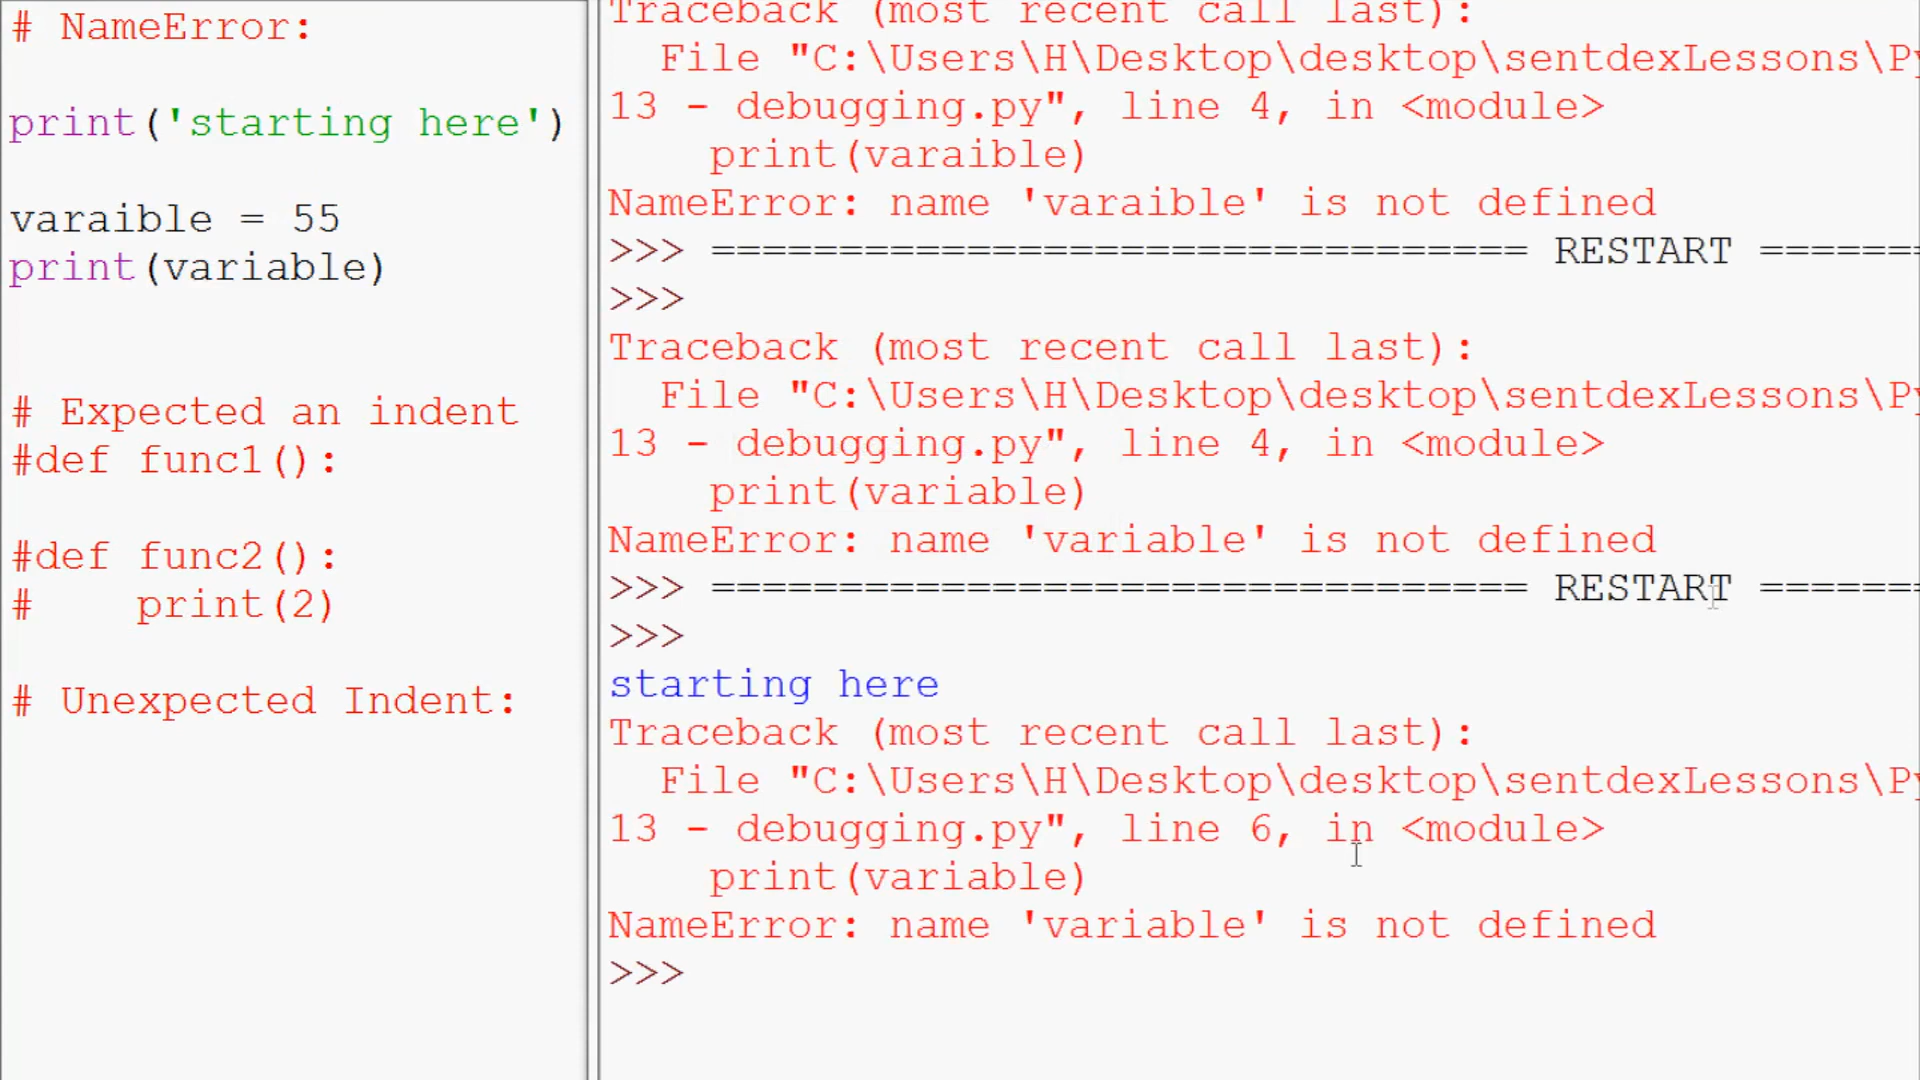 # NameError:
print('starting here')
varaible = 55
print(variable)
# Expected an indent
#def func1():
#def func2():
#    print(2)
# Unexpected Indent:
Traceback (most recent call last):
  File "C:\Users\H\Desktop\desktop\sentdexLessons\Py
13 - debugging.py", line 4, in <module>
    print(varaible)
NameError: name 'varaible' is not defined
>>> ================================ RESTART =======
>>>
Traceback (most recent call last):
  File "C:\Users\H\Desktop\desktop\sentdexLessons\Py
13 - debugging.py", line 4, in <module>
    print(variable)
NameError: name 'variable' is not defined
>>> ================================ RESTART =======
>>>
starting here
Traceback (most recent call last):
  File "C:\Users\H\Desktop\desktop\sentdexLessons\Py
13 - debugging.py", line 6, in <module>
    print(variable)
NameError: name 'variable' is not defined
>>>